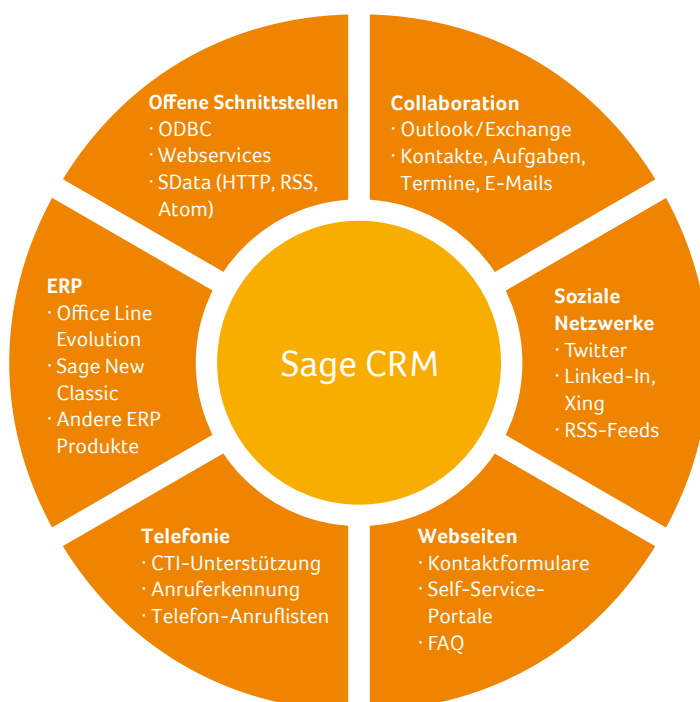 Offene Schnittstellen
· ODBC
· Webservices
· SData (HTTP, RSS,
Atom)
Collaboration
· Outlook/Exchange
· Kontakte, Aufgaben,
Termine, E-Mails
ERP
· Office Line
Evolution
· Sage New
Classic
· Andere ERP
Produkte
Sage CRM
Soziale
Netzwerke
· Twitter
· Linked-In,
Xing
· RSS-Feeds
Telefonie
· CTI-Unterstützung
· Anruferkennung
· Telefon-Anruflisten
Webseiten
· Kontaktformulare
· Self-Service-
Portale
· FAQ